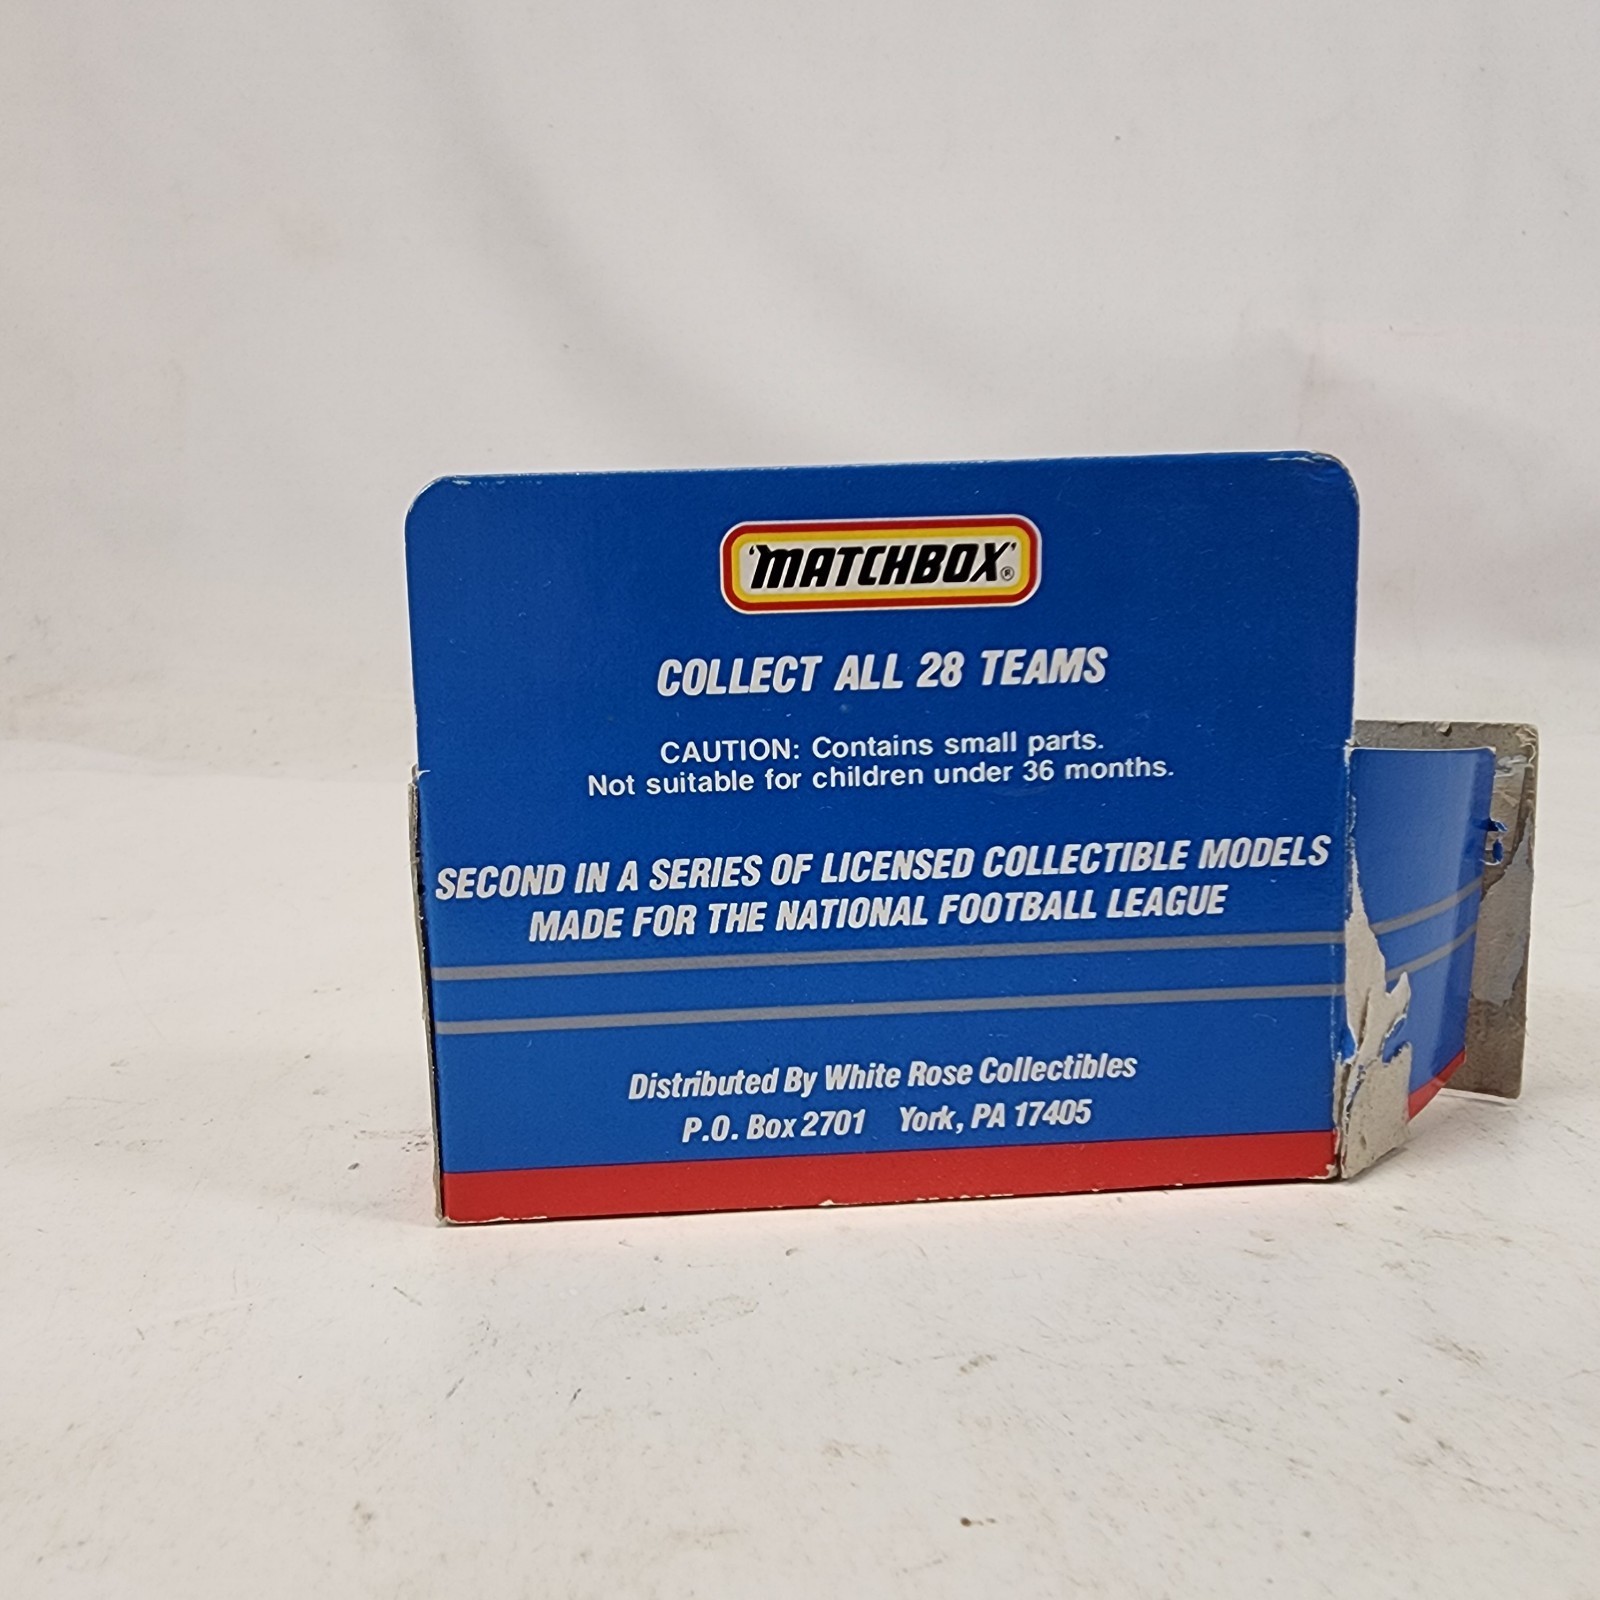 'MATCHBOX'®
COLLECT ALL 28 TEAMS
CAUTION: Contains small parts.
Not suitable for children under 36 months.
SECOND IN A SERIES OF LICENSED COLLECTIBLE MODELS
MADE FOR THE NATIONAL FOOTBALL LEAGUE
Distributed By White Rose Collectibles
P.O. Box 2701 York, PA 17405